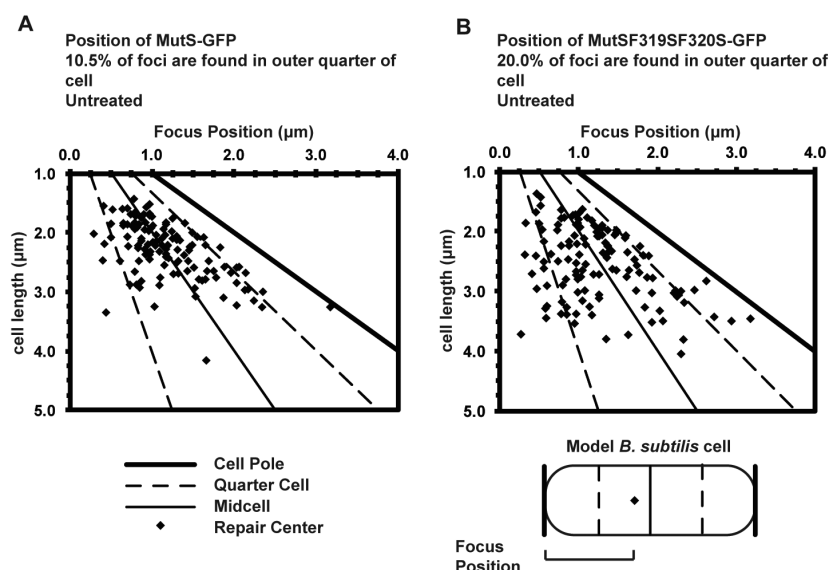 A
Position of MutS-GFP
10.5% of foci are found in outer quarter of
cell
Untreated
Focus Position (µm)
0.0 1.0 2.0 3.0 4.0
1.0
2.0
3.0
4.0
5.0
cell length (µm)
B
Position of MutSF319SF320S-GFP
20.0% of foci are found in outer quarter of
cell
Untreated
Focus Position (µm)
0.0 1.0 2.0 3.0 4.0
1.0
2.0
3.0
4.0
5.0
cell length (µm)
Cell Pole
Quarter Cell
Midcell
Repair Center
Model B. subtilis cell
Focus
Position